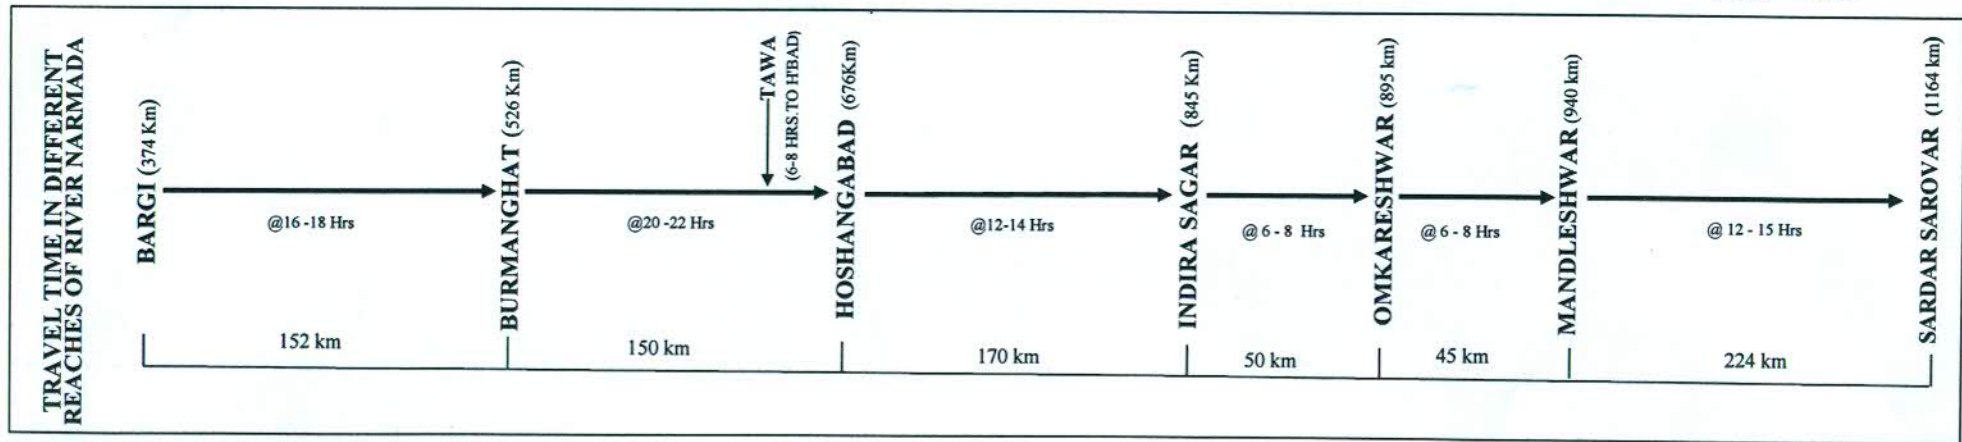 TRAVEL TIME IN DIFFERENT
REACHES OF RIVER NARMADA
BARGI (374 Km)
@16 -18 Hrs
152 km
BURMANGHAT (526 Km)
@20 -22 Hrs
150 km
TAWA
(6-8 HRS.TO H'BAD)
HOSHANGABAD (676Km)
@12-14 Hrs
170 km
INDIRA SAGAR (845 Km)
@ 6 - 8 Hrs
50 km
OMKARESHWAR (895 km)
@ 6 - 8 Hrs
45 km
MANDLESHWAR (940 km)
@ 12 - 15 Hrs
224 km
SARDAR SAROVAR (1164 km)